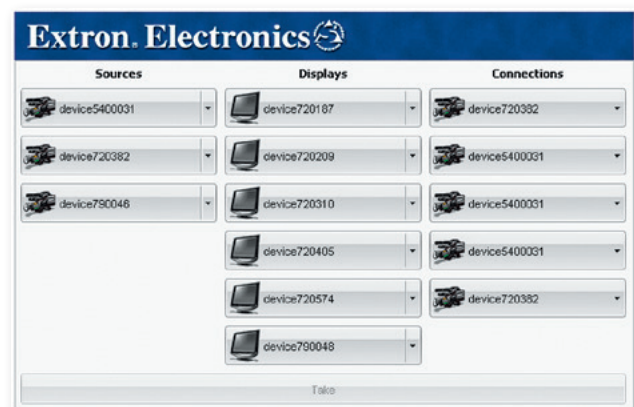 Extron® Electronics
Sources Displays Connections
device5400031 device720187 device720382
device720382 device720209 device5400031
device790046 device720310 device5400031
device720405 device5400031
device720574 device720382
device790048
Take